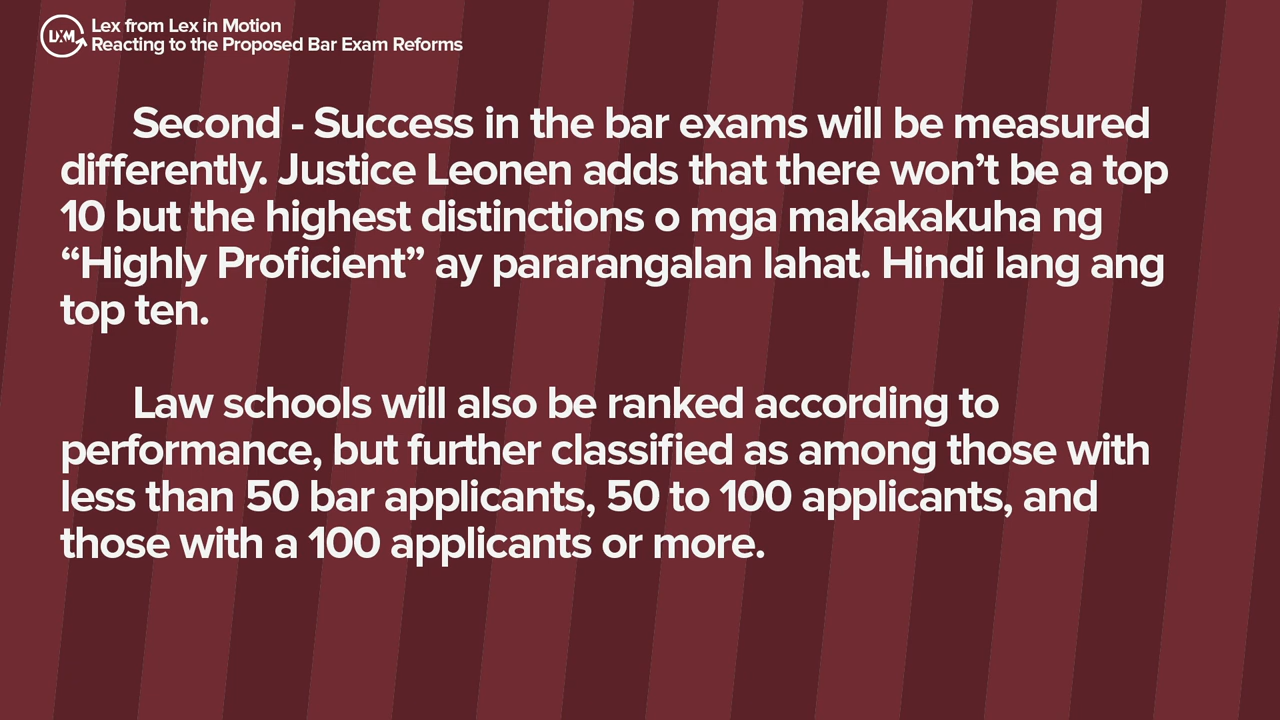 LXM
Lex from Lex in Motion
Reacting to the Proposed Bar Exam Reforms
Second - Success in the bar exams will be measured
differently. Justice Leonen adds that there won’t be a top
10 but the highest distinctions o mga makakakuha ng
“Highly Proficient” ay pararangalan lahat. Hindi lang ang
top ten.
Law schools will also be ranked according to
performance, but further classified as among those with
less than 50 bar applicants, 50 to 100 applicants, and
those with a 100 applicants or more.